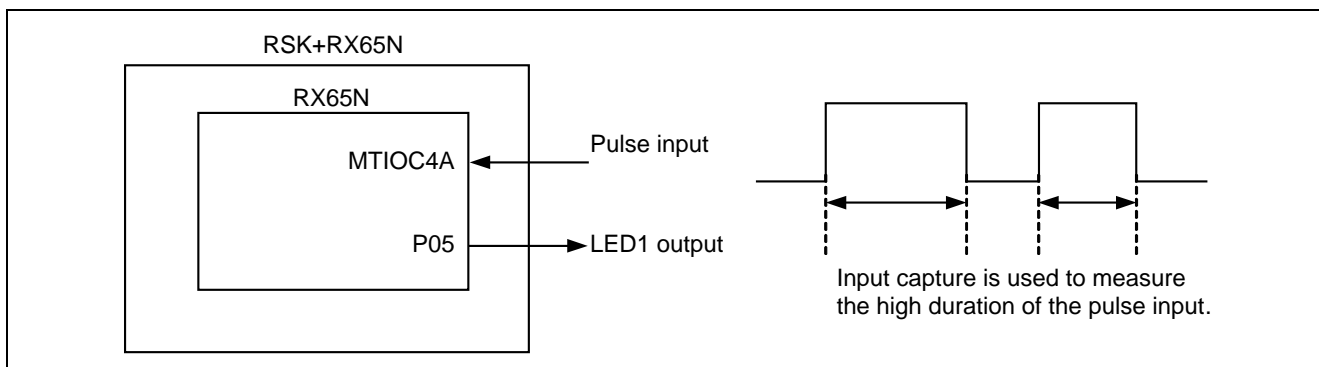 RSK+RX65N
RX65N
MTIOC4A
Pulse input
P05
LED1 output
Input capture is used to measure
the high duration of the pulse input.